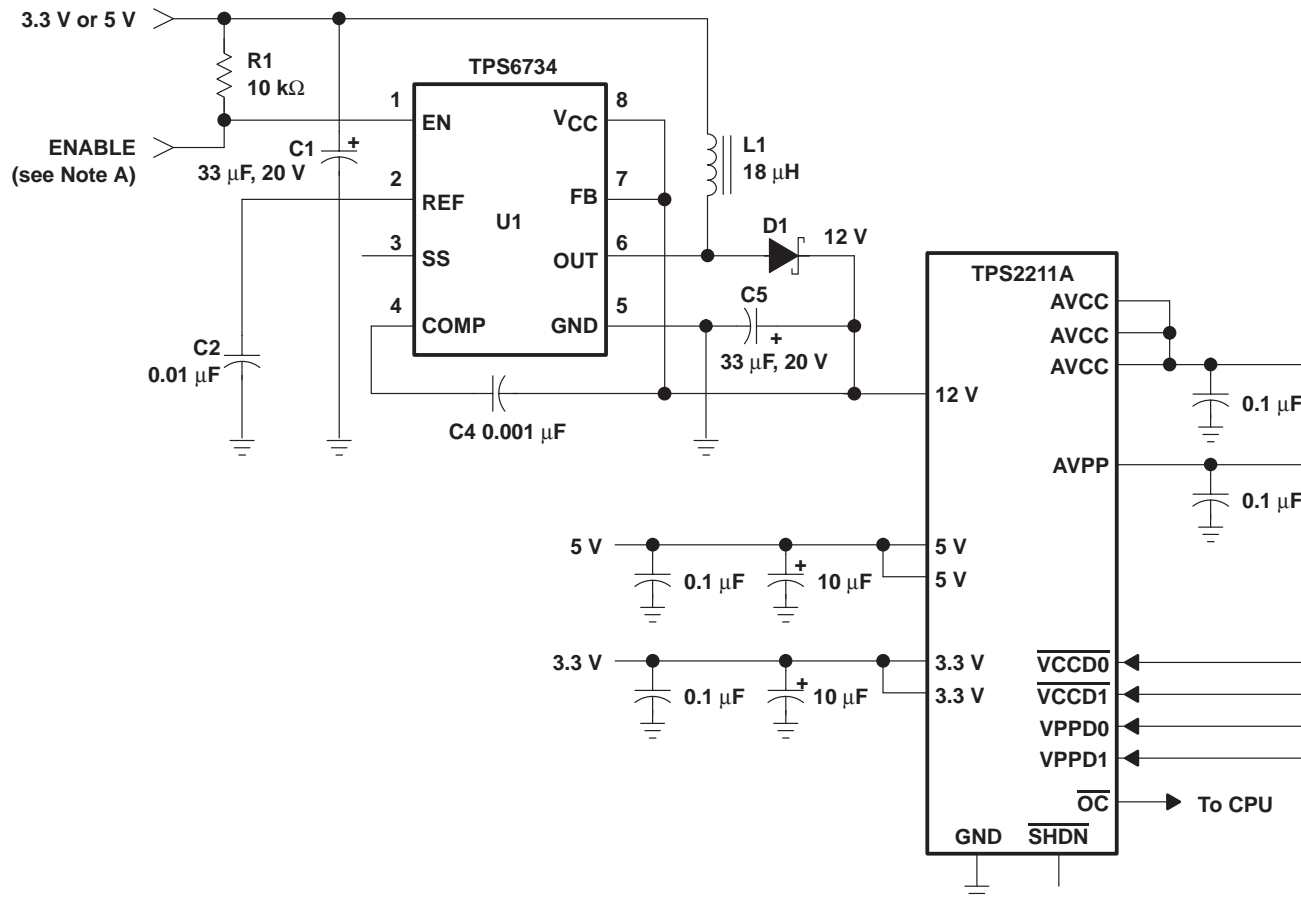 3.3 V or 5 V
R1
10 kΩ
ENABLE
(see Note A)
C1
+
33 μF, 20 V
TPS6734
1
EN
2
REF
3
SS
4
COMP
U1
8
VCC
7
FB
6
OUT
5
GND
L1
18 μH
D1
12 V
C5
+
33 μF, 20 V
C2
0.01 μF
C4 0.001 μF
TPS2211A
AVCC
AVCC
AVCC
0.1 μF
12 V
AVPP
0.1 μF
5 V
0.1 μF
+
10 μF
5 V
5 V
3.3 V
0.1 μF
+
10 μF
3.3 V
3.3 V
VCCD0
VCCD1
VPPD0
VPPD1
OC
To CPU
GND
SHDN